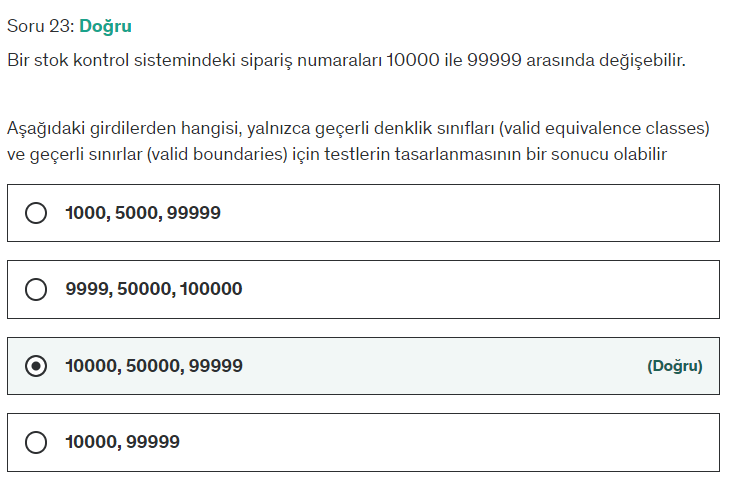 Soru 23: Doğru
Bir stok kontrol sistemindeki sipariş numaraları 10000 ile 99999 arasında değişebilir.
Aşağıdaki girdilerden hangisi, yalnızca geçerli denklik sınıfları (valid equivalence classes)
ve geçerli sınırlar (valid boundaries) için testlerin tasarlanmasının bir sonucu olabilir
1000, 5000, 99999
9999, 50000, 100000
10000, 50000, 99999 (Doğru)
10000, 99999